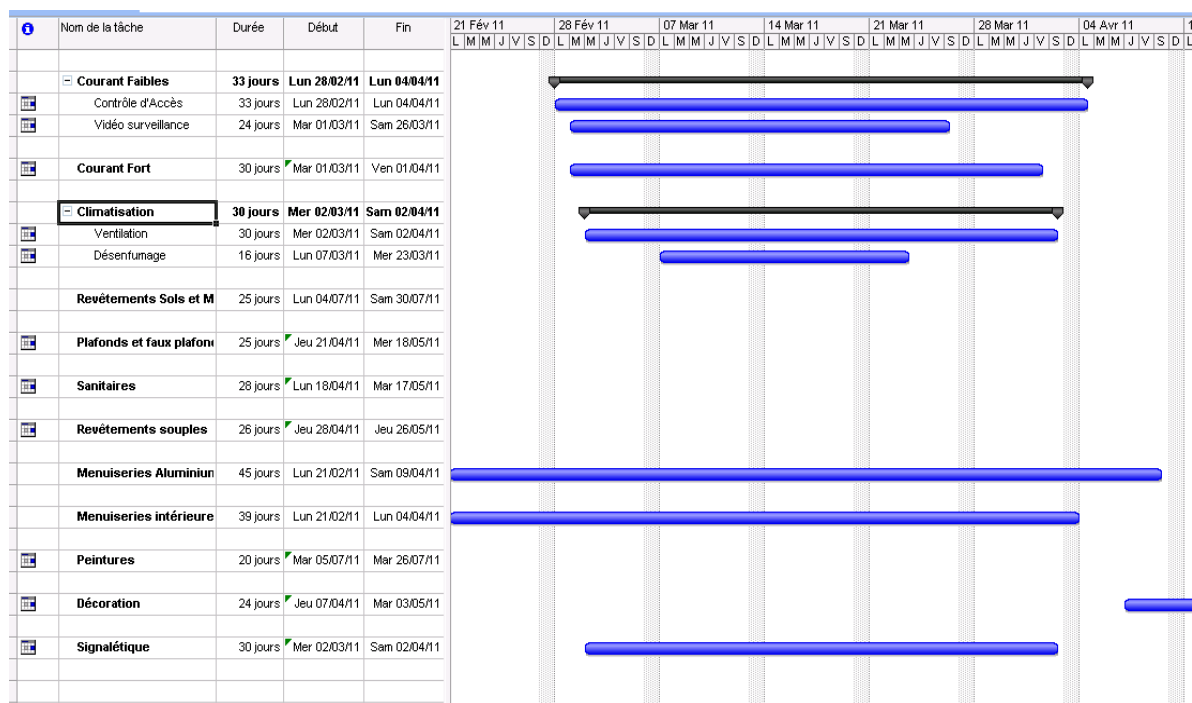 Nom de la tâche Durée Début Fin 21 Fév 11 28 Fév 11 07 Mar 11 14 Mar 11 21 Mar 11 28 Mar 11 04 Avr 11 1
L M M J V S D L M M J V S D L M M J V S D L M M J V S D L M M J V S D L M M J V S D L M M J V S D L
Courant Faibles 33 jours Lun 28/02/11 Lun 04/04/11
Contrôle d'Accès 33 jours Lun 28/02/11 Lun 04/04/11
Vidéo surveillance 24 jours Mar 01/03/11 Sam 26/03/11
Courant Fort 30 jours Mar 01/03/11 Ven 01/04/11
Climatisation 30 jours Mer 02/03/11 Sam 02/04/11
Ventilation 30 jours Mer 02/03/11 Sam 02/04/11
Désenfumage 16 jours Lun 07/03/11 Mer 23/03/11
Revêtements Sols et M 25 jours Lun 04/07/11 Sam 30/07/11
Plafonds et faux plafon 25 jours Jeu 21/04/11 Mer 18/05/11
Sanitaires 28 jours Lun 18/04/11 Mar 17/05/11
Revêtements souples 26 jours Jeu 28/04/11 Jeu 26/05/11
Menuiseries Aluminiun 45 jours Lun 21/02/11 Sam 09/04/11
Menuiseries intérieure 39 jours Lun 21/02/11 Lun 04/04/11
Peintures 20 jours Mar 05/07/11 Mar 26/07/11
Décoration 24 jours Jeu 07/04/11 Mar 03/05/11
Signalétique 30 jours Mer 02/03/11 Sam 02/04/11